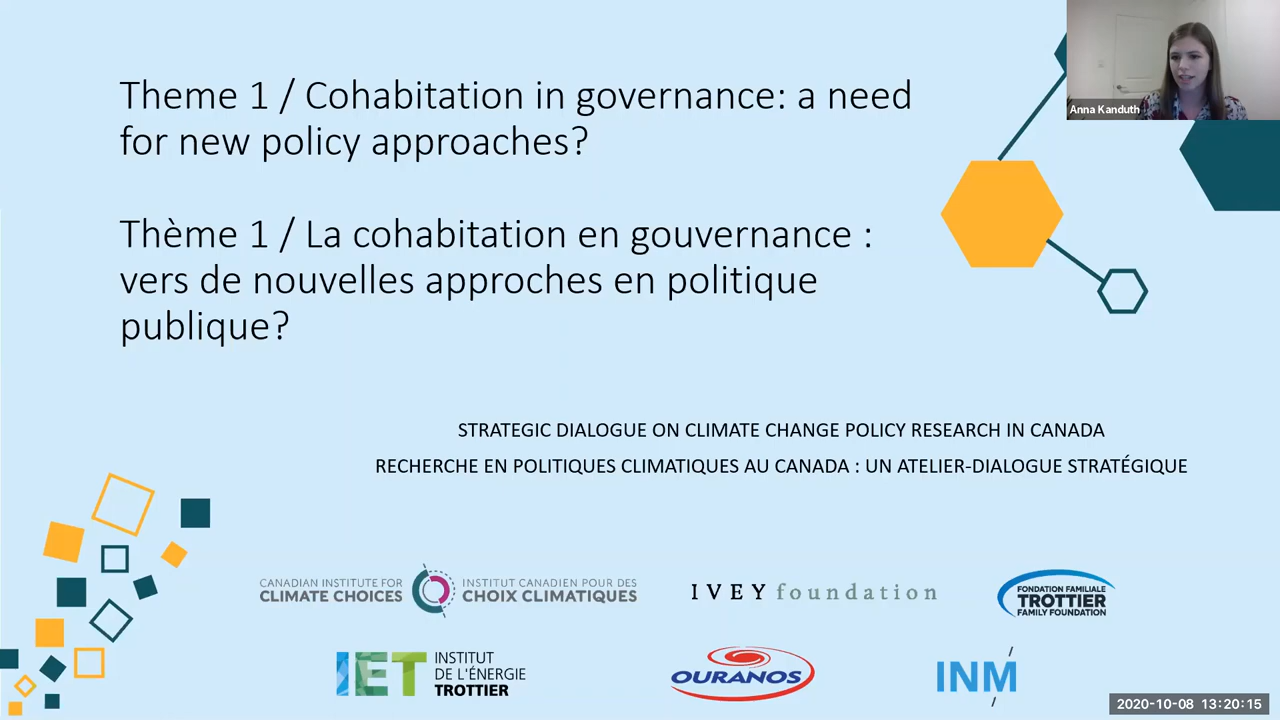 Theme 1 / Cohabitation in governance: a need
for new policy approaches?
Thème 1 / La cohabitation en gouvernance :
vers de nouvelles approches en politique
publique?
Anna Kanduth
STRATEGIC DIALOGUE ON CLIMATE CHANGE POLICY RESEARCH IN CANADA
RECHERCHE EN POLITIQUES CLIMATIQUES AU CANADA : UN ATELIER-DIALOGUE STRATÉGIQUE
CANADIAN INSTITUTE FOR
CLIMATE CHOICES
INSTITUT CANADIEN POUR DES
CHOIX CLIMATIQUES
IVEY foundation
FONDATION FAMILIALE
TROTTIER
FAMILY FOUNDATION
IET
INSTITUT
DE L'ÉNERGIE
TROTTIER
OURANOS
INM
2020-10-08 13:20:15